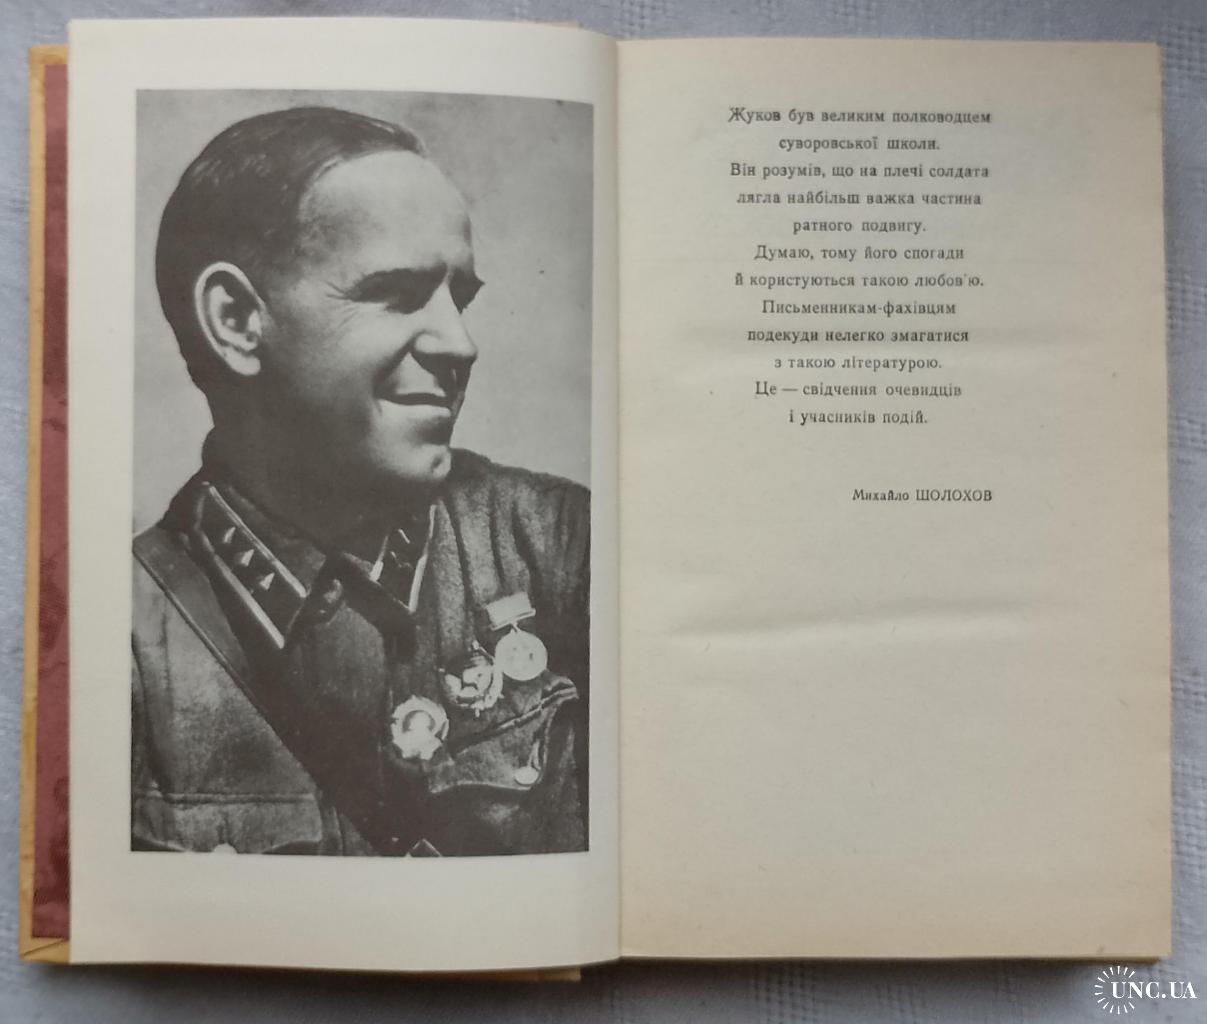 Жуков був великим полководцем
суворовської школи.
Він розумів, що на плечі солдата
лягла найбільш важка частина
ратного подвигу.
Думаю, тому його спогади
й користуються такою любов'ю.
Письменникам-фахівцям
подекуди нелегко змагатися
з такою літературою.
Це — свідчення очевидців
і учасників подій.
Михайло ШОЛОХОВ
UNC.UA